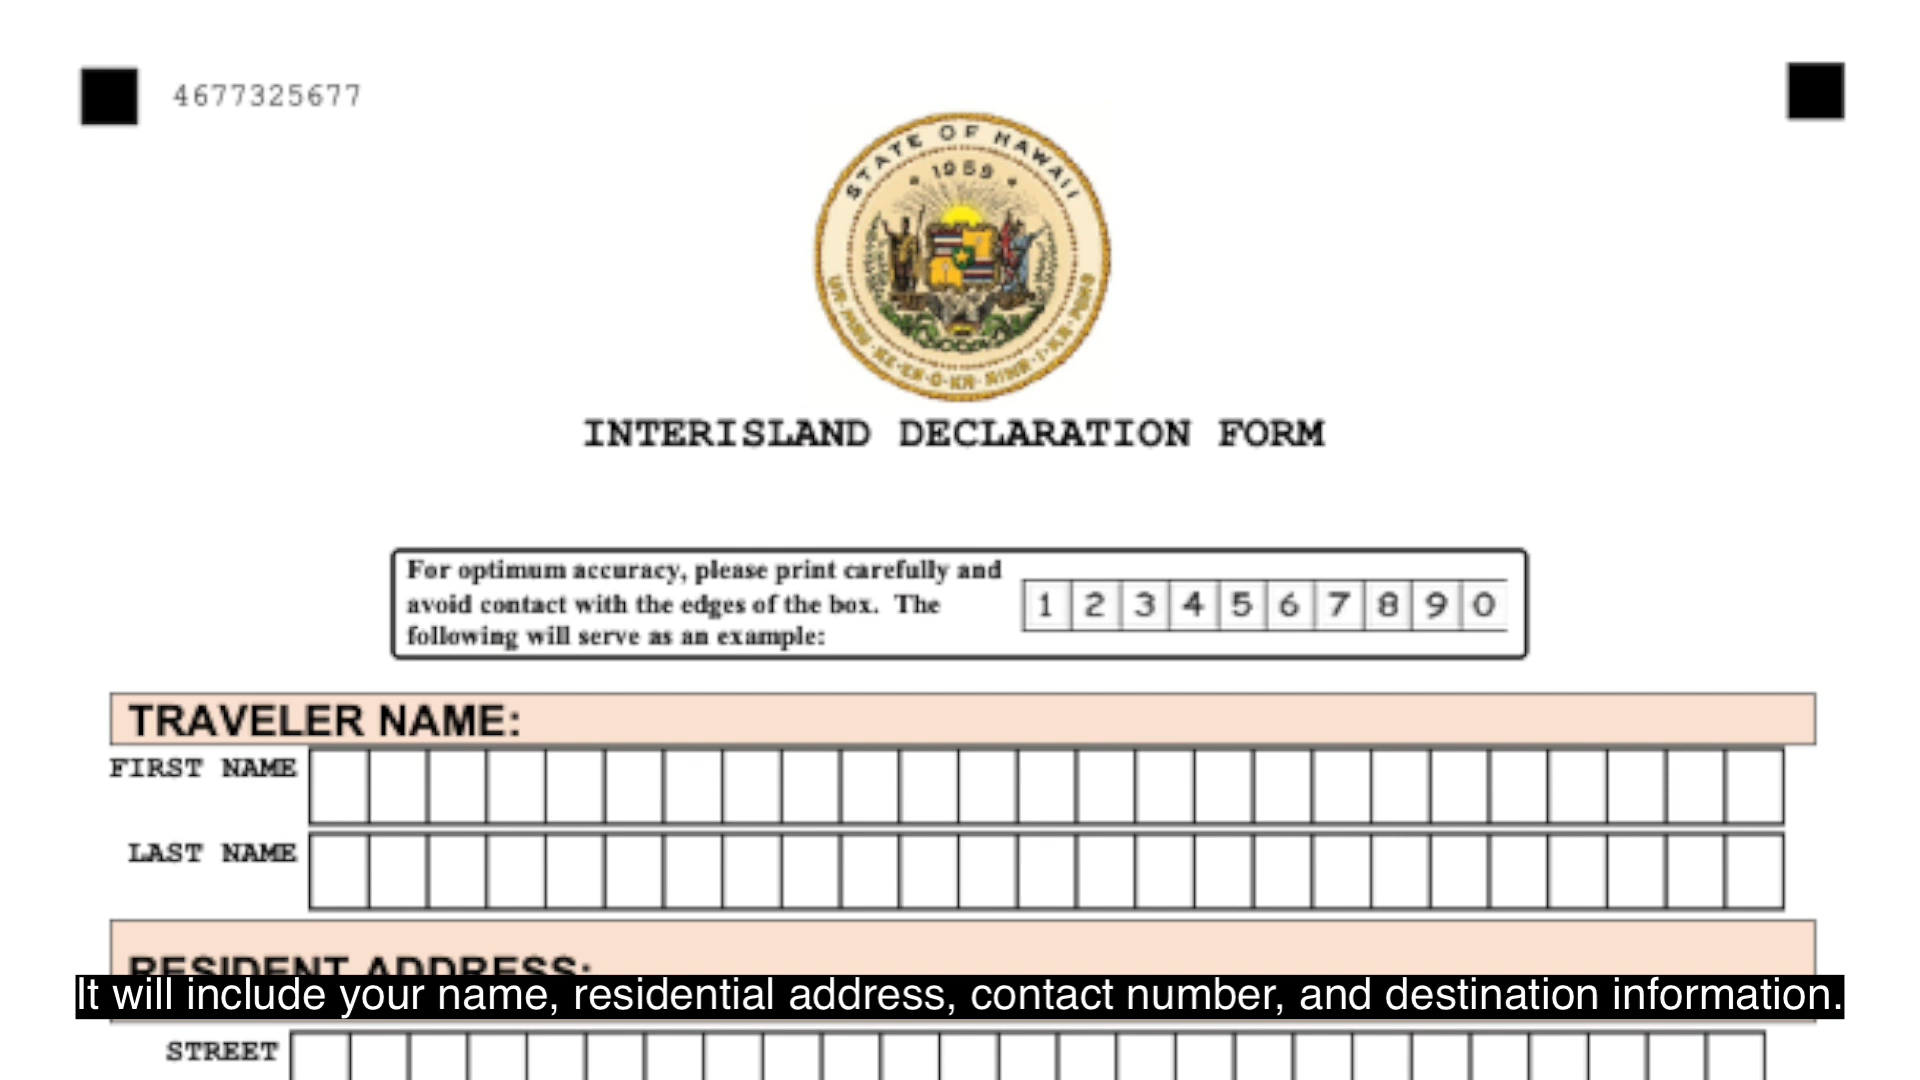 4677325677
STATE OF HAWAII
1959
INTERISLAND DECLARATION FORM
For optimum accuracy, please print carefully and
avoid contact with the edges of the box. The
following will serve as an example:
1 2 3 4 5 6 7 8 9 0
TRAVELER NAME:
FIRST NAME
LAST NAME
RESIDENT ADDRESS:
It will include your name, residential address, contact number, and destination information.
STREET